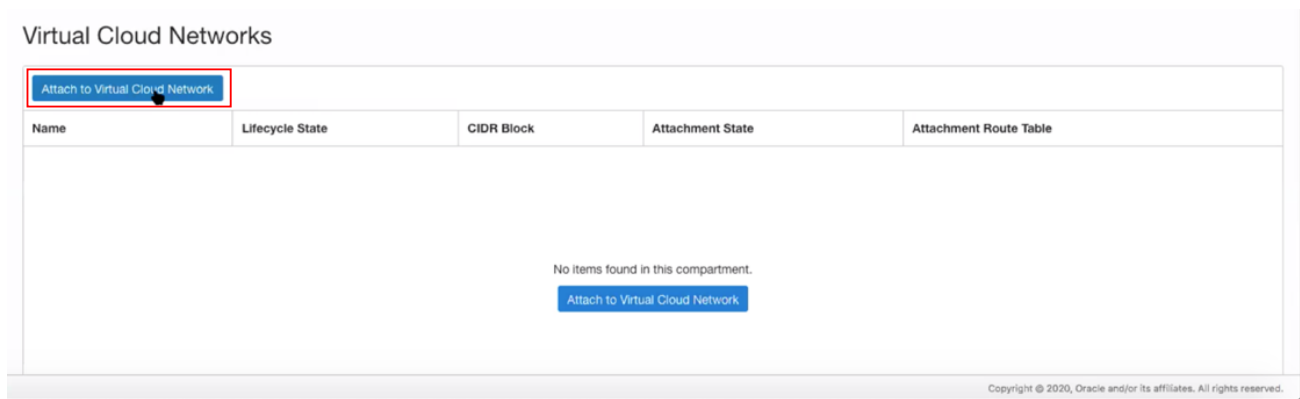 Virtual Cloud Networks
Attach to Virtual Cloud Network
Name Lifecycle State CIDR Block Attachment State Attachment Route Table
No items found in this compartment.
Attach to Virtual Cloud Network
Copyright © 2020, Oracle and/or its affiliates. All rights reserved.